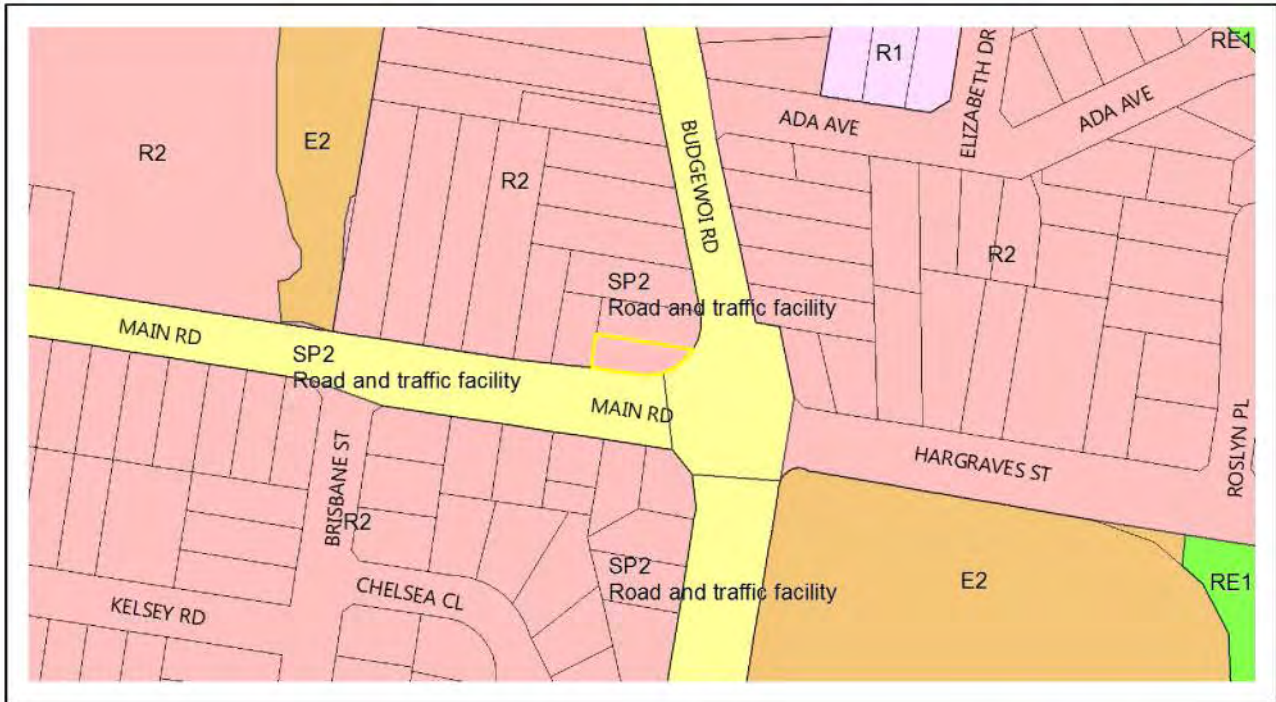 RE1
R1
ADA AVE
ELIZABETH DR
ADA AVE
BUDGEWOI RD
R2
E2
R2
R2
SP2
Road and traffic facility
MAIN RD
SP2
Road and traffic facility
MAIN RD
HARGRAVES ST
ROSLYN PL
BRISBANE ST
R2
SP2
Road and traffic facility
E2
RE1
CHELSEA CL
KELSEY RD